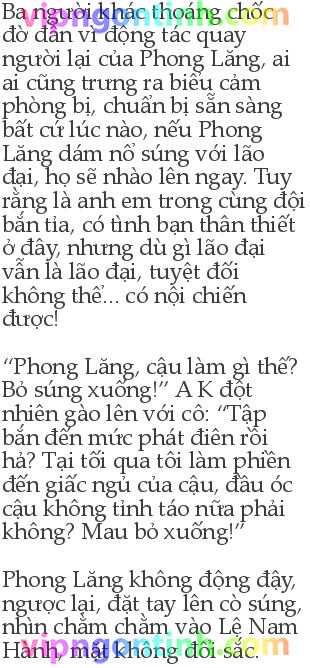 Ba người khác thoáng chốc
vipngontinh.com
đờ đẫn vì động tác quay
người lại của Phong Lăng, ai
ai cũng trưng ra biểu cảm
phòng bị, chuẩn bị sẵn sàng
bất cứ lúc nào, nếu Phong
Lăng dám nổ súng với lão
đại, họ sẽ nhào lên ngay. Tuy
rằng là anh em trong cùng đội
bắn tỉa, có tình bạn thân thiết
ở đây, nhưng dù gì lão đại
vẫn là lão đại, tuyệt đối
không thể... có nội chiến
được!
“Phong Lăng, cậu làm gì thế?
Bỏ súng xuống!” A K đột
nhiên gào lên với cô: “Tập
bắn đến mức phát điên rồi
hả? Tại tối qua tôi làm phiền
đến giấc ngủ của cậu, đầu óc
cậu không tỉnh táo nữa phải
không? Mau bỏ xuống!”
Phong Lăng không động đậy,
ngược lại, đặt tay lên cò súng,
nhìn chằm chằm vào Lệ Nam
Hành, mặt không đổi sắc.
vipngontinh.com